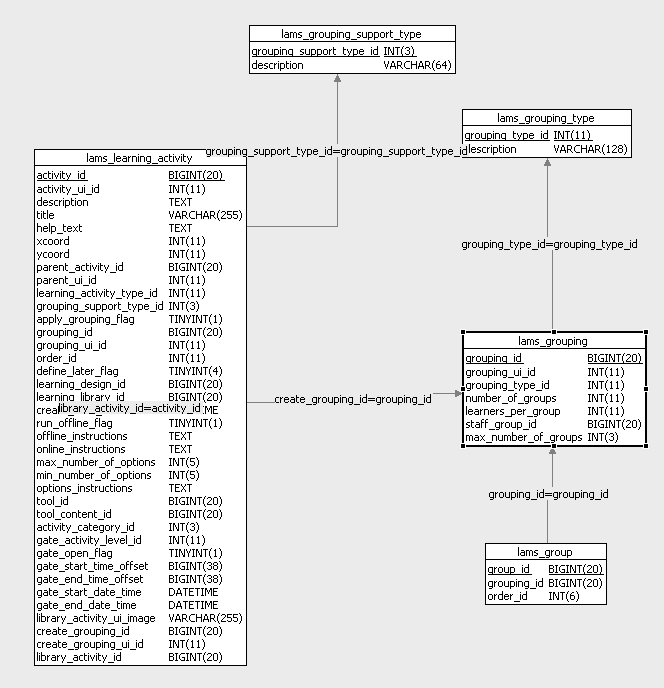 lams_grouping_support_type
grouping_support_type_id INT(3)
description VARCHAR(64)
lams_grouping_type
grouping_type_id INT(11)
description VARCHAR(128)
grouping_support_type_id=grouping_support_type_id
lams_learning_activity
activity_id BIGINT(20)
activity_ui_id INT(11)
description TEXT
title VARCHAR(255)
help_text TEXT
xcoord INT(11)
ycoord INT(11)
parent_activity_id BIGINT(20)
parent_ui_id INT(11)
learning_activity_type_id INT(11)
grouping_support_type_id INT(3)
apply_grouping_flag TINYINT(1)
grouping_id BIGINT(20)
grouping_ui_id INT(11)
order_id INT(11)
define_later_flag TINYINT(4)
learning_design_id BIGINT(20)
learning_library_id BIGINT(20)
library_activity_id=activity_id
run_offline_flag TINYINT(1)
offline_instructions TEXT
online_instructions TEXT
max_number_of_options INT(5)
min_number_of_options INT(5)
options_instructions TEXT
tool_id BIGINT(20)
tool_content_id BIGINT(20)
activity_category_id INT(3)
gate_activity_level_id INT(11)
gate_open_flag TINYINT(1)
gate_start_time_offset BIGINT(38)
gate_end_time_offset BIGINT(38)
gate_start_date_time DATETIME
gate_end_date_time DATETIME
library_activity_ui_image VARCHAR(255)
create_grouping_id BIGINT(20)
create_grouping_ui_id INT(11)
library_activity_id BIGINT(20)
grouping_type_id=grouping_type_id
create_grouping_id=grouping_id
lams_grouping
grouping_id BIGINT(20)
grouping_ui_id INT(11)
grouping_type_id INT(11)
number_of_groups INT(11)
learners_per_group INT(11)
staff_group_id BIGINT(20)
max_number_of_groups INT(3)
grouping_id=grouping_id
lams_group
group_id BIGINT(20)
grouping_id BIGINT(20)
order_id INT(6)